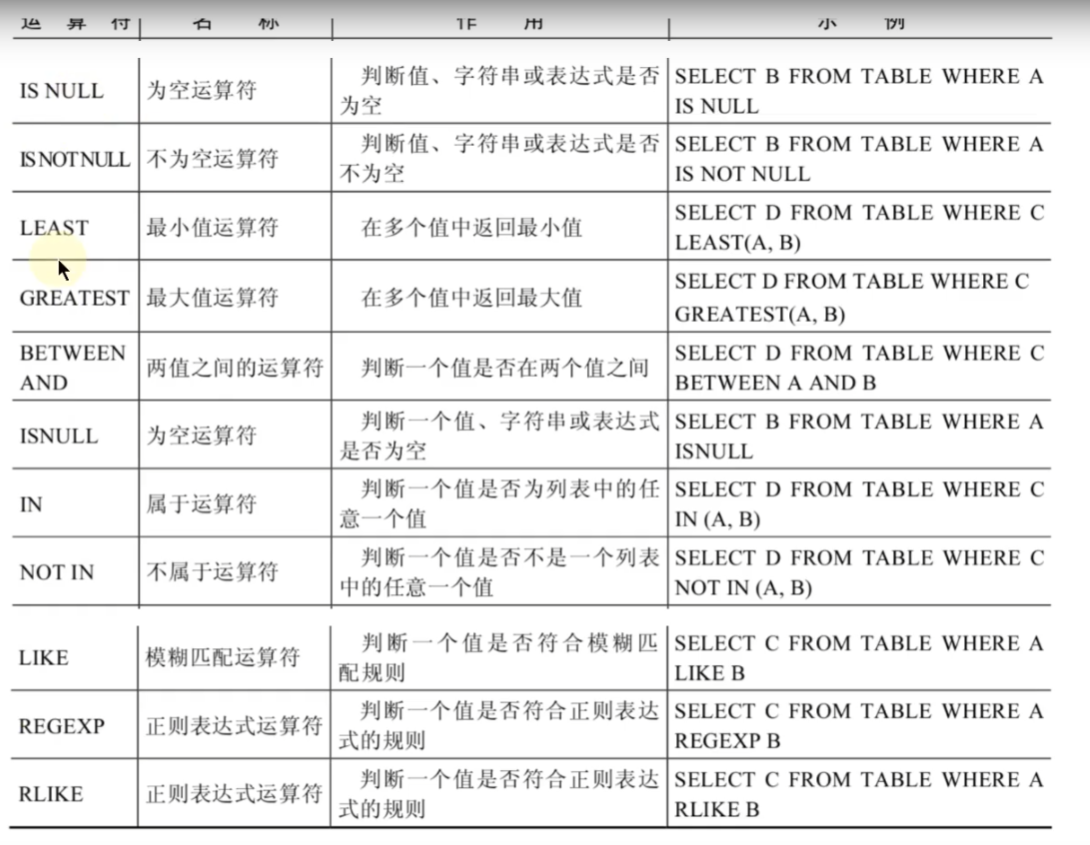 运 算 符 名 称 作 用 示 例
IS NULL 为空运算符 判断值、字符串或表达式是否为空 SELECT B FROM TABLE WHERE A IS NULL
IS NOT NULL 不为空运算符 判断值、字符串或表达式是否不为空 SELECT B FROM TABLE WHERE A IS NOT NULL
LEAST 最小值运算符 在多个值中返回最小值 SELECT D FROM TABLE WHERE C LEAST(A, B)
GREATEST 最大值运算符 在多个值中返回最大值 SELECT D FROM TABLE WHERE C GREATEST(A, B)
BETWEEN AND 两值之间的运算符 判断一个值是否在两个值之间 SELECT D FROM TABLE WHERE C BETWEEN A AND B
ISNULL 为空运算符 判断一个值、字符串或表达式是否为空 SELECT B FROM TABLE WHERE A ISNULL
IN 属于运算符 判断一个值是否为列表中的任意一个值 SELECT D FROM TABLE WHERE C IN (A, B)
NOT IN 不属于运算符 判断一个值是否不是一个列表中的任意一个值 SELECT D FROM TABLE WHERE C NOT IN (A, B)
LIKE 模糊匹配运算符 判断一个值是否符合模糊匹配规则 SELECT C FROM TABLE WHERE A LIKE B
REGEXP 正则表达式运算符 判断一个值是否符合正则表达式的规则 SELECT C FROM TABLE WHERE A REGEXP B
RLIKE 正则表达式运算符 判断一个值是否符合正则表达式的规则 SELECT C FROM TABLE WHERE A RLIKE B